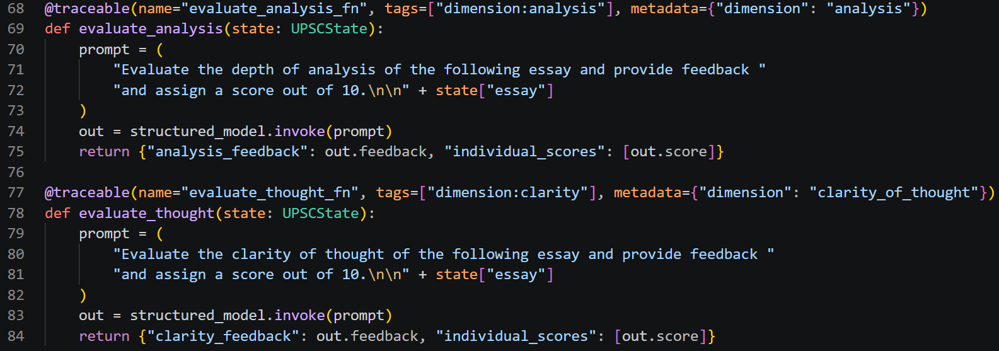 68 @traceable(name="evaluate_analysis_fn", tags=["dimension:analysis"], metadata={"dimension": "analysis"})
69 def evaluate_analysis(state: UPSCState):
70     prompt = (
71         "Evaluate the depth of analysis of the following essay and provide feedback "
72         "and assign a score out of 10.\n\n" + state["essay"]
73     )
74     out = structured_model.invoke(prompt)
75     return {"analysis_feedback": out.feedback, "individual_scores": [out.score]}
76
77 @traceable(name="evaluate_thought_fn", tags=["dimension:clarity"], metadata={"dimension": "clarity_of_thought"})
78 def evaluate_thought(state: UPSCState):
79     prompt = (
80         "Evaluate the clarity of thought of the following essay and provide feedback "
81         "and assign a score out of 10.\n\n" + state["essay"]
82     )
83     out = structured_model.invoke(prompt)
84     return {"clarity_feedback": out.feedback, "individual_scores": [out.score]}